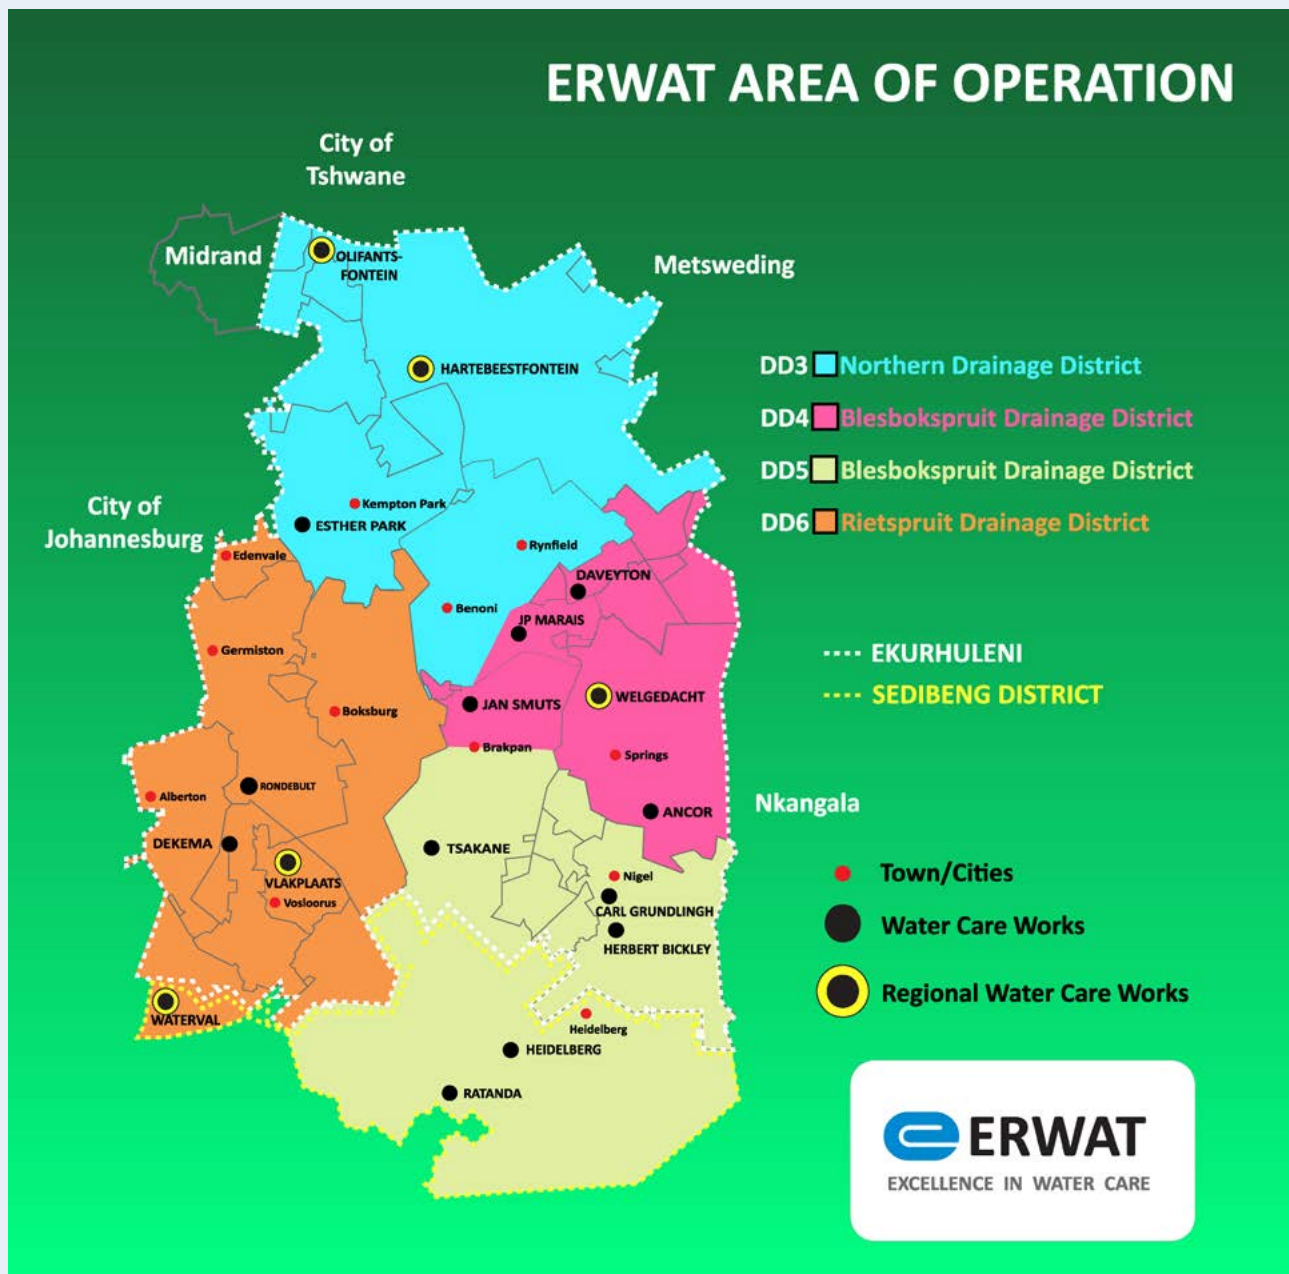 ERWAT AREA OF OPERATION
City of
Tshwane
Midrand
OLIFANTS-
FONTEIN
Metsweding
HARTEBEESTFONTEIN
DD3 Northern Drainage District
DD4 Blesbokspruit Drainage District
DD5 Blesbokspruit Drainage District
DD6 Rietspruit Drainage District
City of
Johannesburg
Kempton Park
ESTHER PARK
Edenvale
Rynfield
DAVEYTON
Benoni
JP MARAIS
Germiston
EKURHULENI
SEDIBENG DISTRICT
WELGEDACHT
JAN SMUTS
Boksburg
Brakpan
Springs
RONDEBULT
Alberton
Nkangala
ANCOR
DEKEMA
TSAKANE
VLAKPLAATS
Vosloorus
Nigel
CARL GRUNDLINGH
HERBERT BICKLEY
Town/Cities
Water Care Works
Regional Water Care Works
WATERVAL
Heidelberg
HEIDELBERG
RATANDA
ERWAT
EXCELLENCE IN WATER CARE